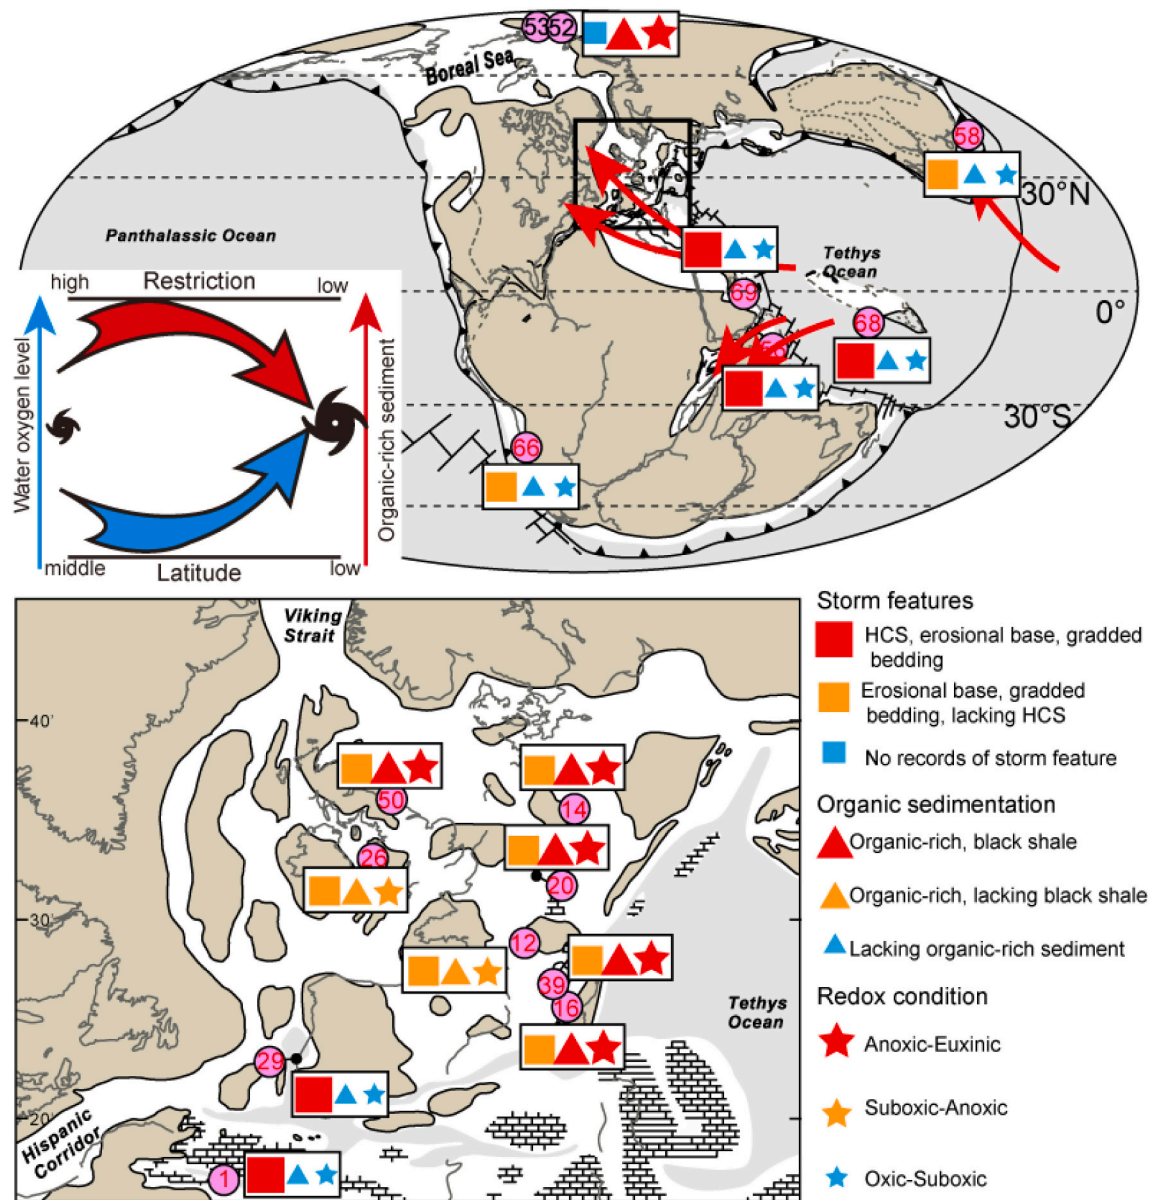 53 52
Boreal Sea
58
30°N
Panthalassic Ocean
Tethys
Ocean
69
0°
68
30°S
66
high Restriction low
Water oxygen level
Organic-rich sediment
middle Latitude low
Viking
Strait
40'
50
14
26
20
30'
12
39
16
Tethys
Ocean
29
20'
Hispanic
Corridor
1
Storm features
HCS, erosional base, gradded
bedding
Erosional base, gradded
bedding, lacking HCS
No records of storm feature
Organic sedimentation
Organic-rich, black shale
Organic-rich, lacking black shale
Lacking organic-rich sediment
Redox condition
Anoxic-Euxinic
Suboxic-Anoxic
Oxic-Suboxic